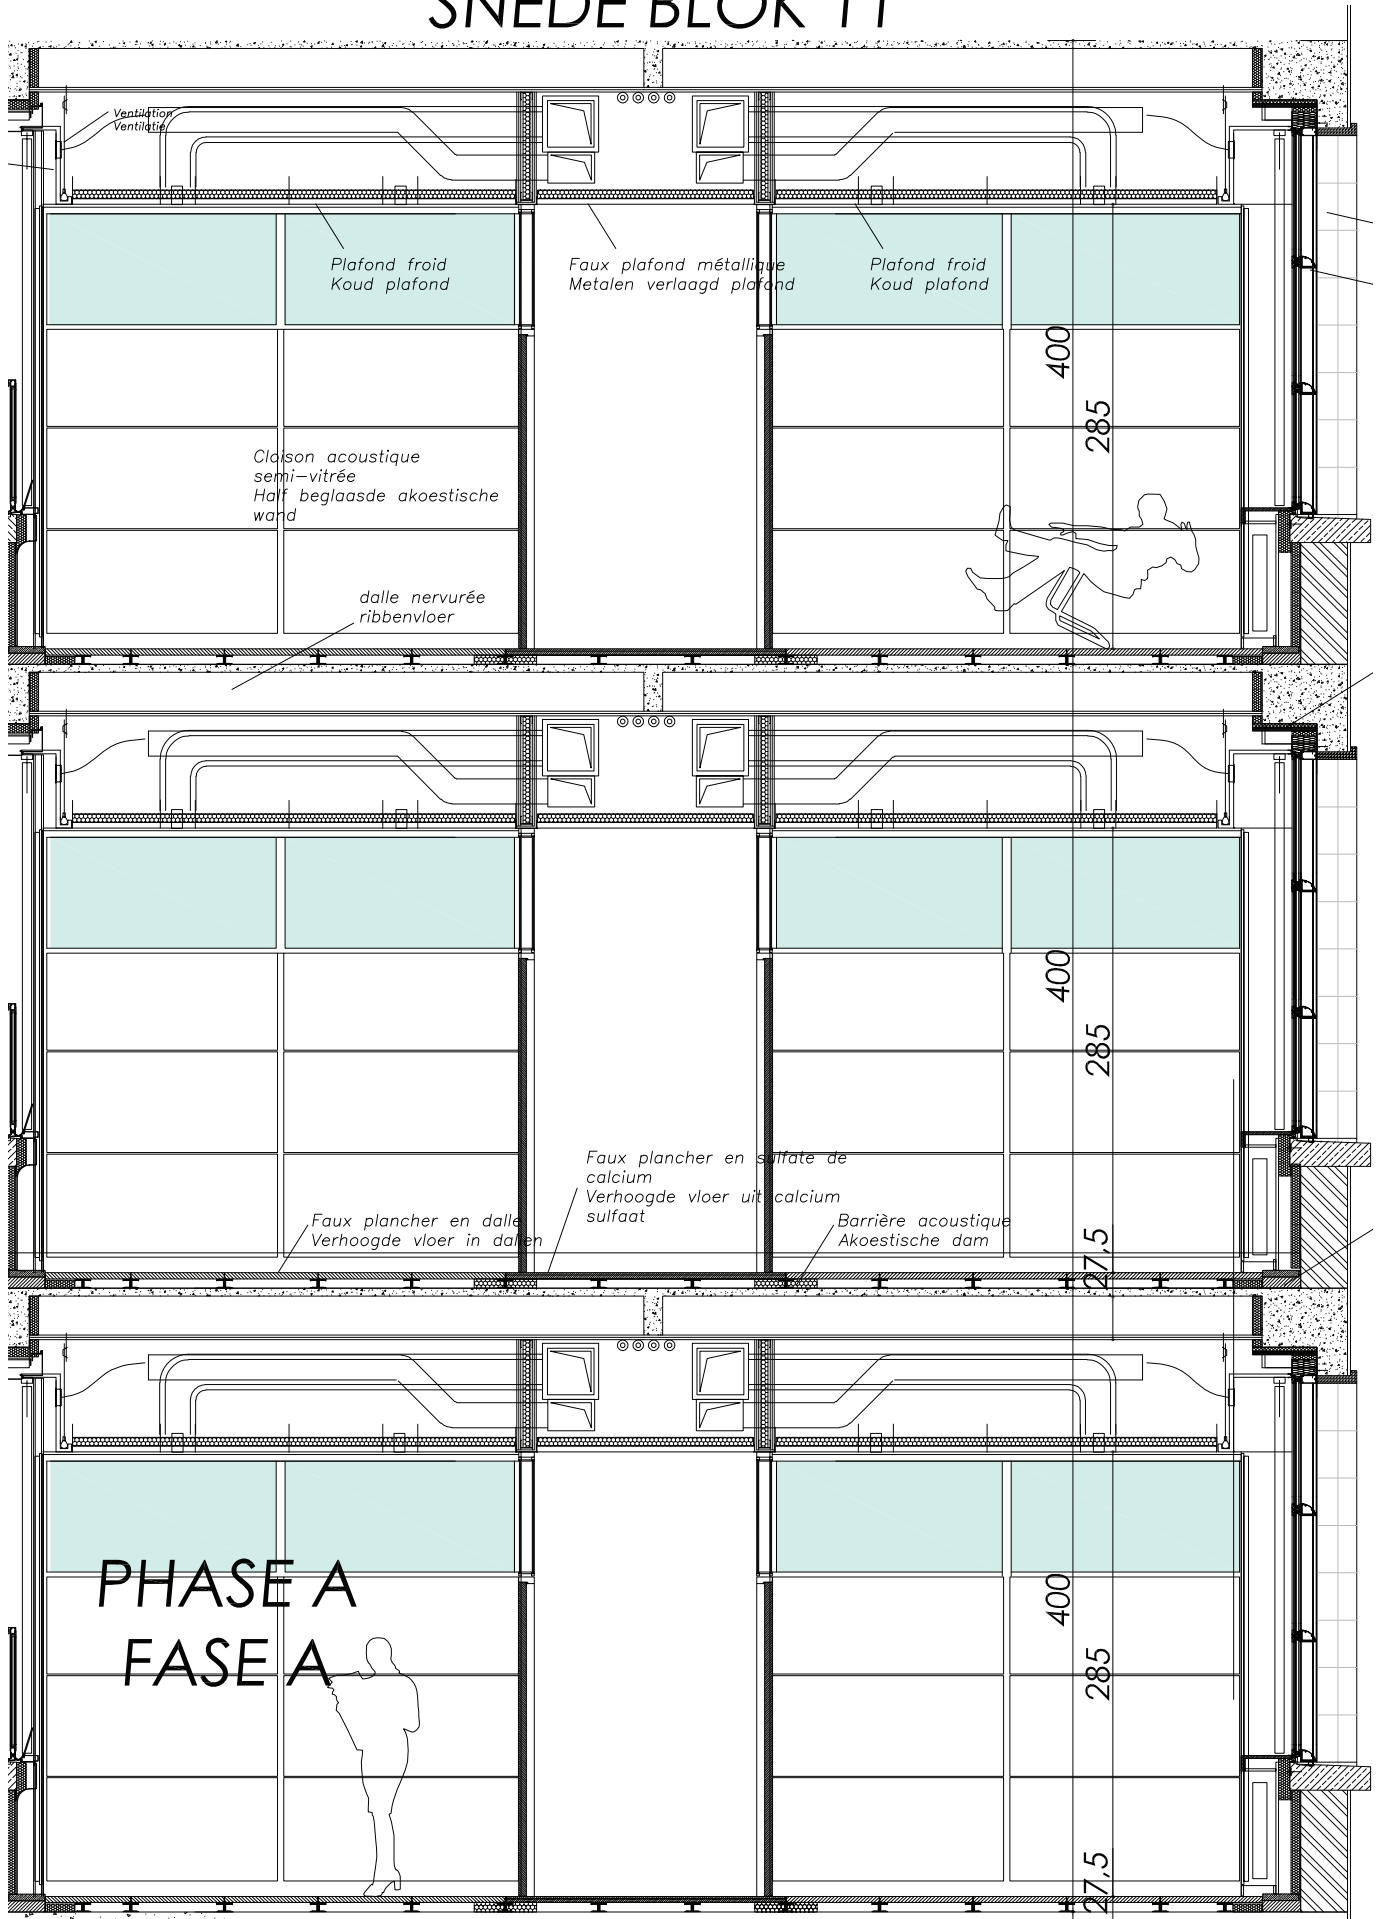 SNEDE BLOK 11
Ventilation
Ventilatie
Plafond froid
Koud plafond
Faux plafond métallique
Metalen verlaagd plafond
Plafond froid
Koud plafond
400
285
Cloison acoustique
semi-vitrée
Half beglaasde akoestische
wand
dalle nervurée
ribbenvloer
400
285
Faux plancher en sulfate de
calcium
Verhoogde vloer uit calcium
sulfaat
Faux plancher en dalle
Verhoogde vloer in dallen
Barrière acoustique
Akoestische dam
27,5
PHASE A
FASE A
400
285
27,5